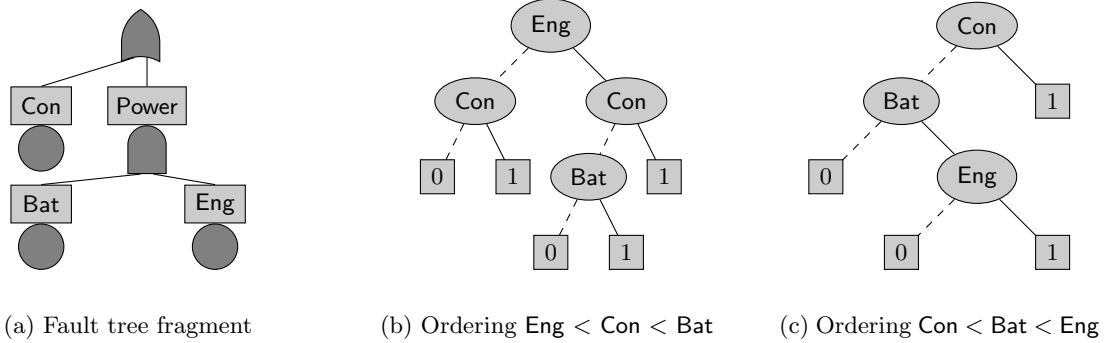 Con
Power
Bat
Eng
(a) Fault tree fragment
Eng
Con
Con
0
1
Bat
1
0
1
(b) Ordering Eng < Con < Bat
Con
Bat
1
0
Eng
0
1
(c) Ordering Con < Bat < Eng